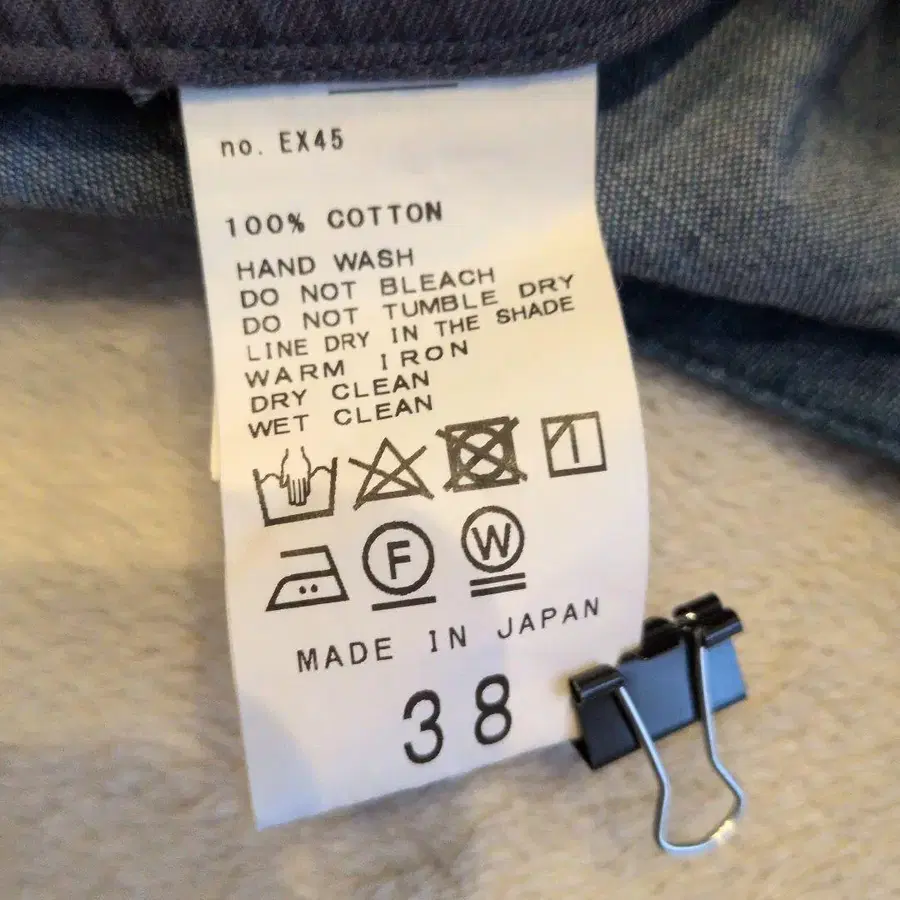 no. EX45
100% COTTON
HAND WASH
DO NOT BLEACH
DO NOT TUMBLE DRY
LINE DRY IN THE SHADE
WARM IRON
DRY CLEAN
WET CLEAN
F
W
MADE IN JAPAN
38